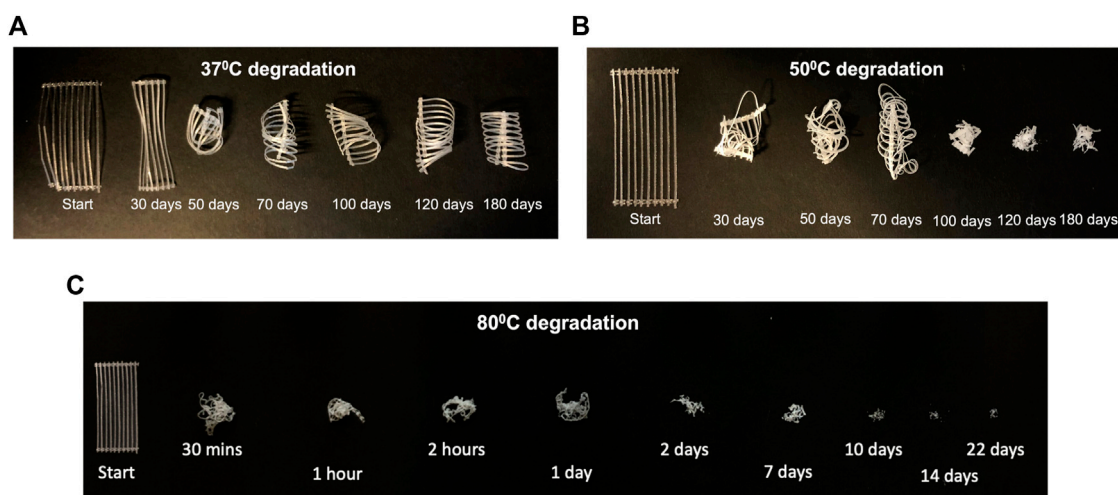 A
37⁰C degradation
Start 30 days 50 days 70 days 100 days 120 days 180 days
B
50⁰C degradation
Start 30 days 50 days 70 days 100 days 120 days 180 days
C
80⁰C degradation
30 mins 2 hours 2 days 10 days 22 days
Start 1 hour 1 day 7 days 14 days